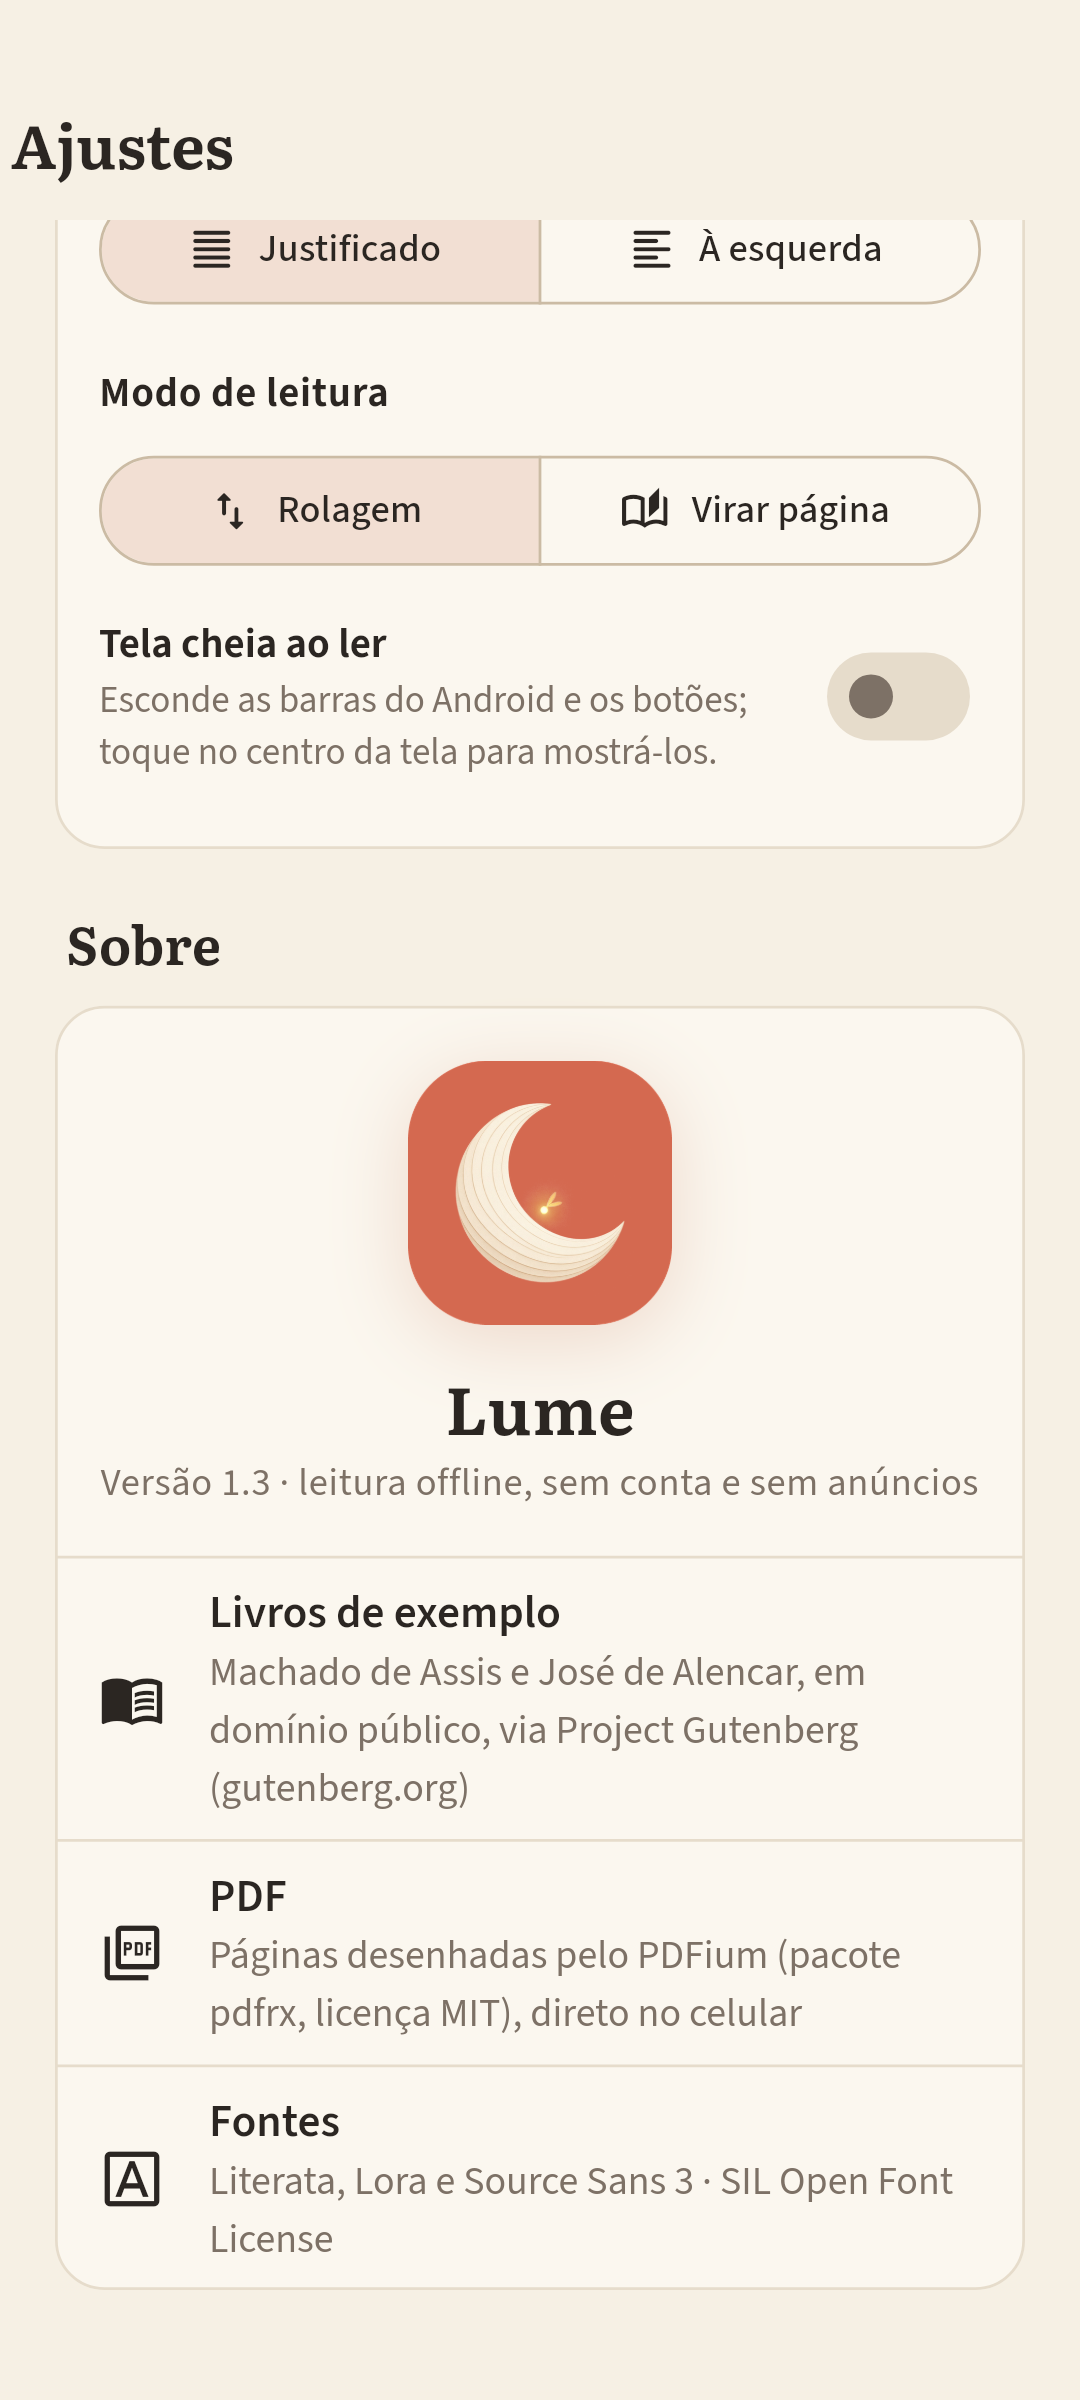 Ajustes
Justificado
À esquerda
Modo de leitura
Rolagem
Virar página
Tela cheia ao ler
Esconde as barras do Android e os botões;
toque no centro da tela para mostrá-los.
Sobre
Lume
Versão 1.3 · leitura offline, sem conta e sem anúncios
Livros de exemplo
Machado de Assis e José de Alencar, em
domínio público, via Project Gutenberg
(gutenberg.org)
PDF
PDF
Páginas desenhadas pelo PDFium (pacote
pdfrx, licença MIT), direto no celular
A
Fontes
Literata, Lora e Source Sans 3 · SIL Open Font
License